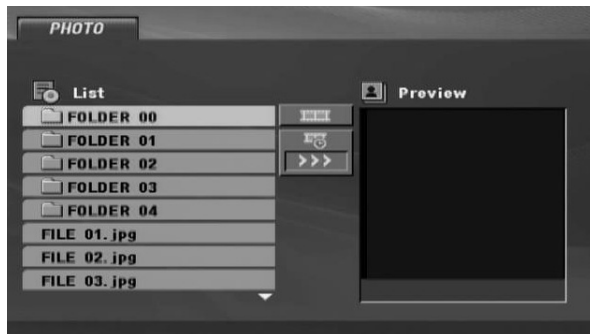 PHOTO
List
Preview
FOLDER 00
FOLDER 01
FOLDER 02
>>>
FOLDER 03
FOLDER 04
FILE 01.jpg
FILE 02.jpg
FILE 03.jpg